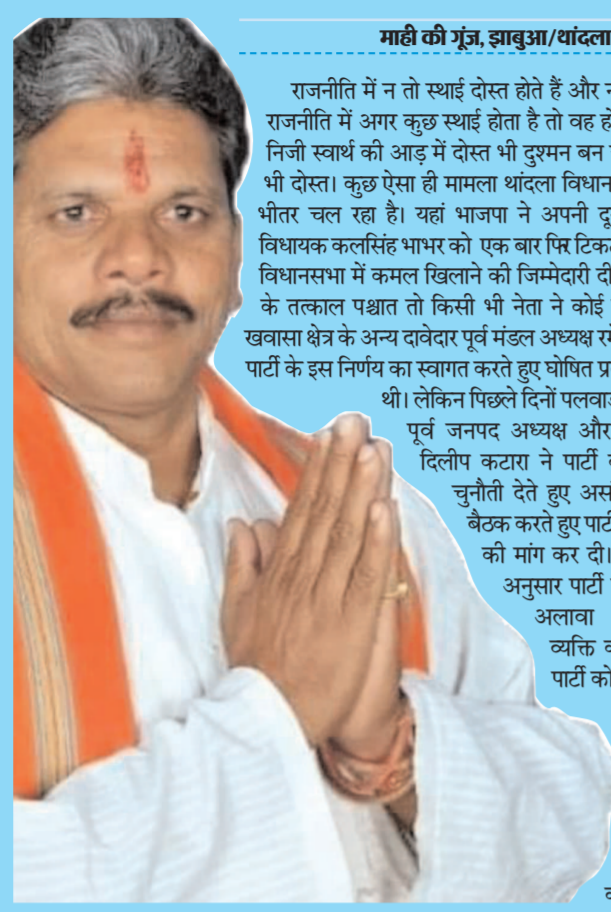 माही की गूंज, झाबुआ/थांदला
राजनीति में न तो स्थाई दोस्त होते हैं और
राजनीति में अगर कुछ स्थाई होता है तो वह
निजी स्वार्थ की आड़ में दोस्त भी दुश्मन बन
भी दोस्त। कुछ ऐसा ही मामला थांदला
भीतर चल रहा है। यहां भाजपा ने अपनी
विधायक कलसिंह भाभर को एक बार फिर
विधानसभा में कमल खिलाने की जिम्मेदारी
के तत्काल पश्चात तो किसी भी नेता ने कोई
खवासा क्षेत्र के अन्य दावेदार पूर्व मंडल अध्यक्ष
पार्टी के इस निर्णय का स्वागत करते हुए घोषित
थी। लेकिन पिछले दिनों
पूर्व जनपद अध्यक्ष और
दिलीप कटारा ने पार्टी
चुनौती देते हुए
बैठक करते हुए
की मांग कर दी।
अनुसार पार्टी
अलावा
व्यक्ति
पार्टी को